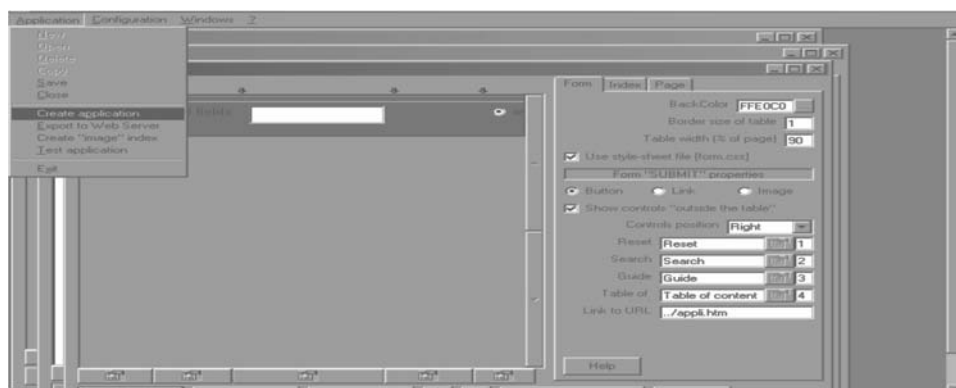 Application Configuration Windows ?
New
Open
Delete
Copy
Save
Close
Create application
Export to Web Server
Create "image" index
Test application
Exit
Form Index Page
BackColor FFE0C0
Border size of table 1
Table width (% of page) 90
Use style-sheet file (form.css)
Form "SUBMIT" properties
Button Link Image
Show controls "outside the table"
Controls position Right
Reset Reset 1
Search Search 2
Guide Guide 3
Table of Table of content 4
Link to URL ../appli.htm
Help